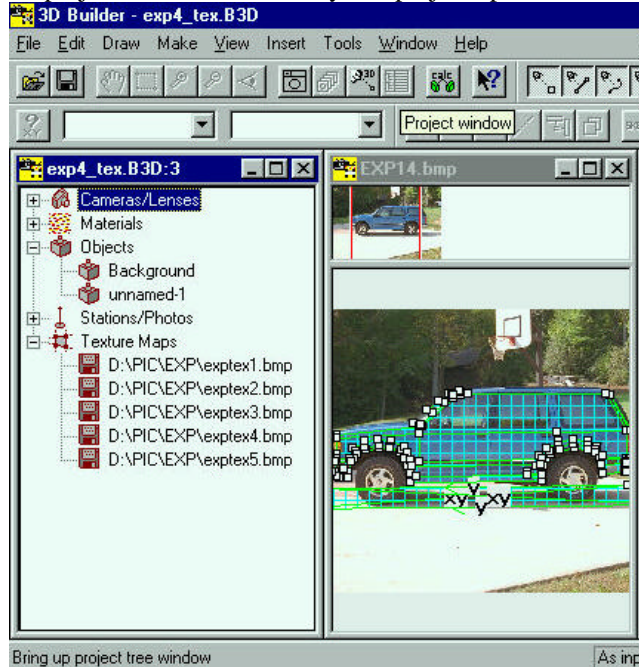 3D Builder - exp4_tex.B3D
File Edit Draw Make View Insert Tools Window Help
calc
Project window
exp4_tex.B3D:3
EXP14.bmp
Cameras/Lenses
Materials
Objects
Background
unnamed-1
Stations/Photos
Texture Maps
D:\PIC\EXP\exptex1.bmp
D:\PIC\EXP\exptex2.bmp
D:\PIC\EXP\exptex3.bmp
D:\PIC\EXP\exptex4.bmp
D:\PIC\EXP\exptex5.bmp
y
xy xy
y
Bring up project tree window
As inp